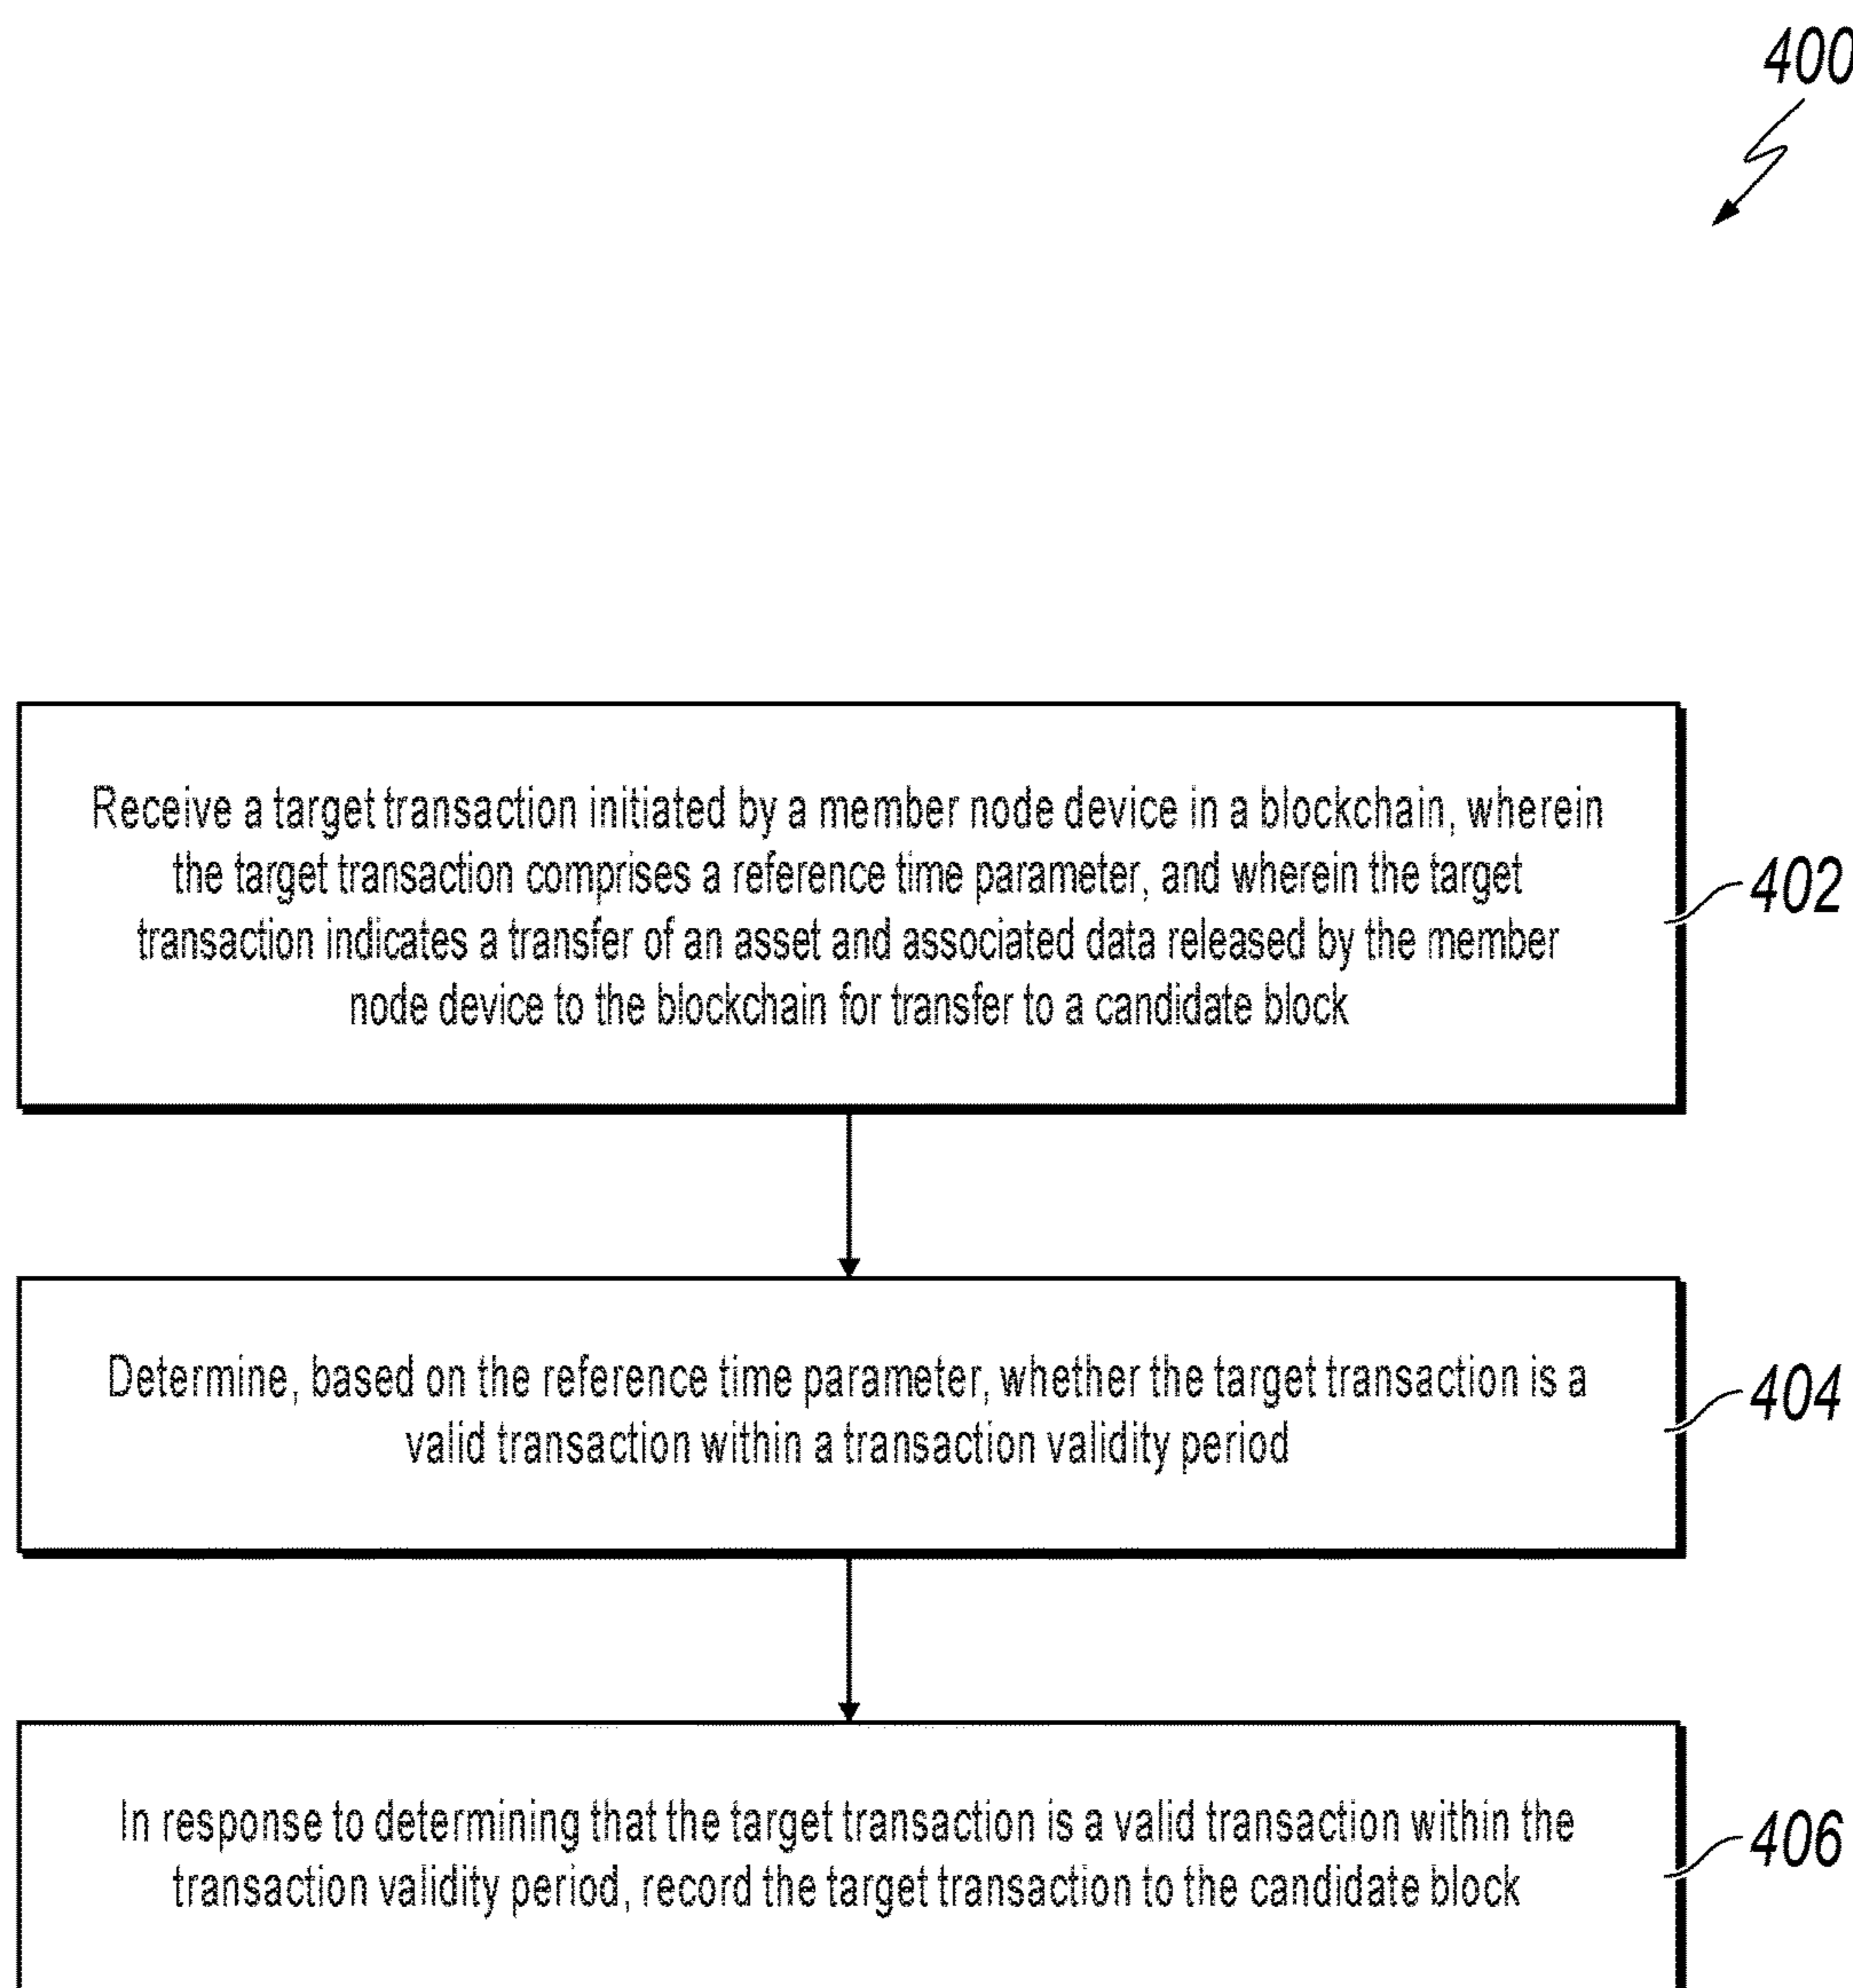 400
Receive a target transaction initiated by a member node device in a blockchain, wherein
the target transaction comprises a reference time parameter, and wherein the target
transaction indicates a transfer of an asset and associated data released by the member
node device to the blockchain for transfer to a candidate block
402
Determine, based on the reference time parameter, whether the target transaction is a
valid transaction within a transaction validity period
404
In response to determining that the target transaction is a valid transaction within the
transaction validity period, record the target transaction to the candidate block
406